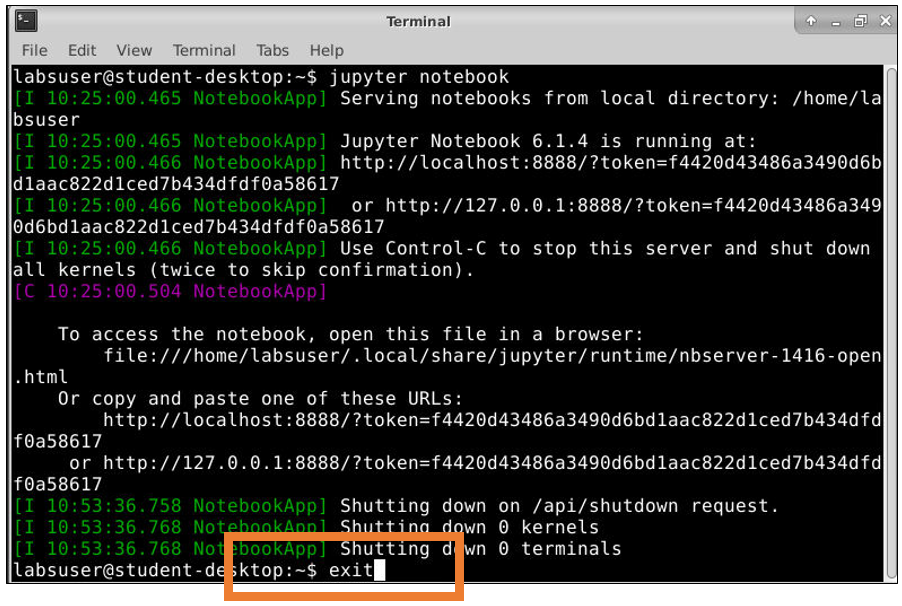 Terminal
File Edit View Terminal Tabs Help
labsuser@student-desktop:~$ jupyter notebook
[I 10:25:00.465 NotebookApp] Serving notebooks from local directory: /home/la
bsuser
[I 10:25:00.465 NotebookApp] Jupyter Notebook 6.1.4 is running at:
[I 10:25:00.466 NotebookApp] http://localhost:8888/?token=f4420d43486a3490d6b
d1aac822d1ced7b434dfdf0a58617
[I 10:25:00.466 NotebookApp]  or http://127.0.0.1:8888/?token=f4420d43486a349
0d6bd1aac822d1ced7b434dfdf0a58617
[I 10:25:00.466 NotebookApp] Use Control-C to stop this server and shut down
all kernels (twice to skip confirmation).
[C 10:25:00.504 NotebookApp]
    To access the notebook, open this file in a browser:
        file:///home/labsuser/.local/share/jupyter/runtime/nbserver-1416-open
.html
    Or copy and paste one of these URLs:
        http://localhost:8888/?token=f4420d43486a3490d6bd1aac822d1ced7b434dfd
f0a58617
     or http://127.0.0.1:8888/?token=f4420d43486a3490d6bd1aac822d1ced7b434dfd
f0a58617
[I 10:53:36.758 NotebookApp] Shutting down on /api/shutdown request.
[I 10:53:36.768 NotebookApp] Shutting down 0 kernels
[I 10:53:36.768 NotebookApp] Shutting down 0 terminals
labsuser@student-desktop:~$ exit